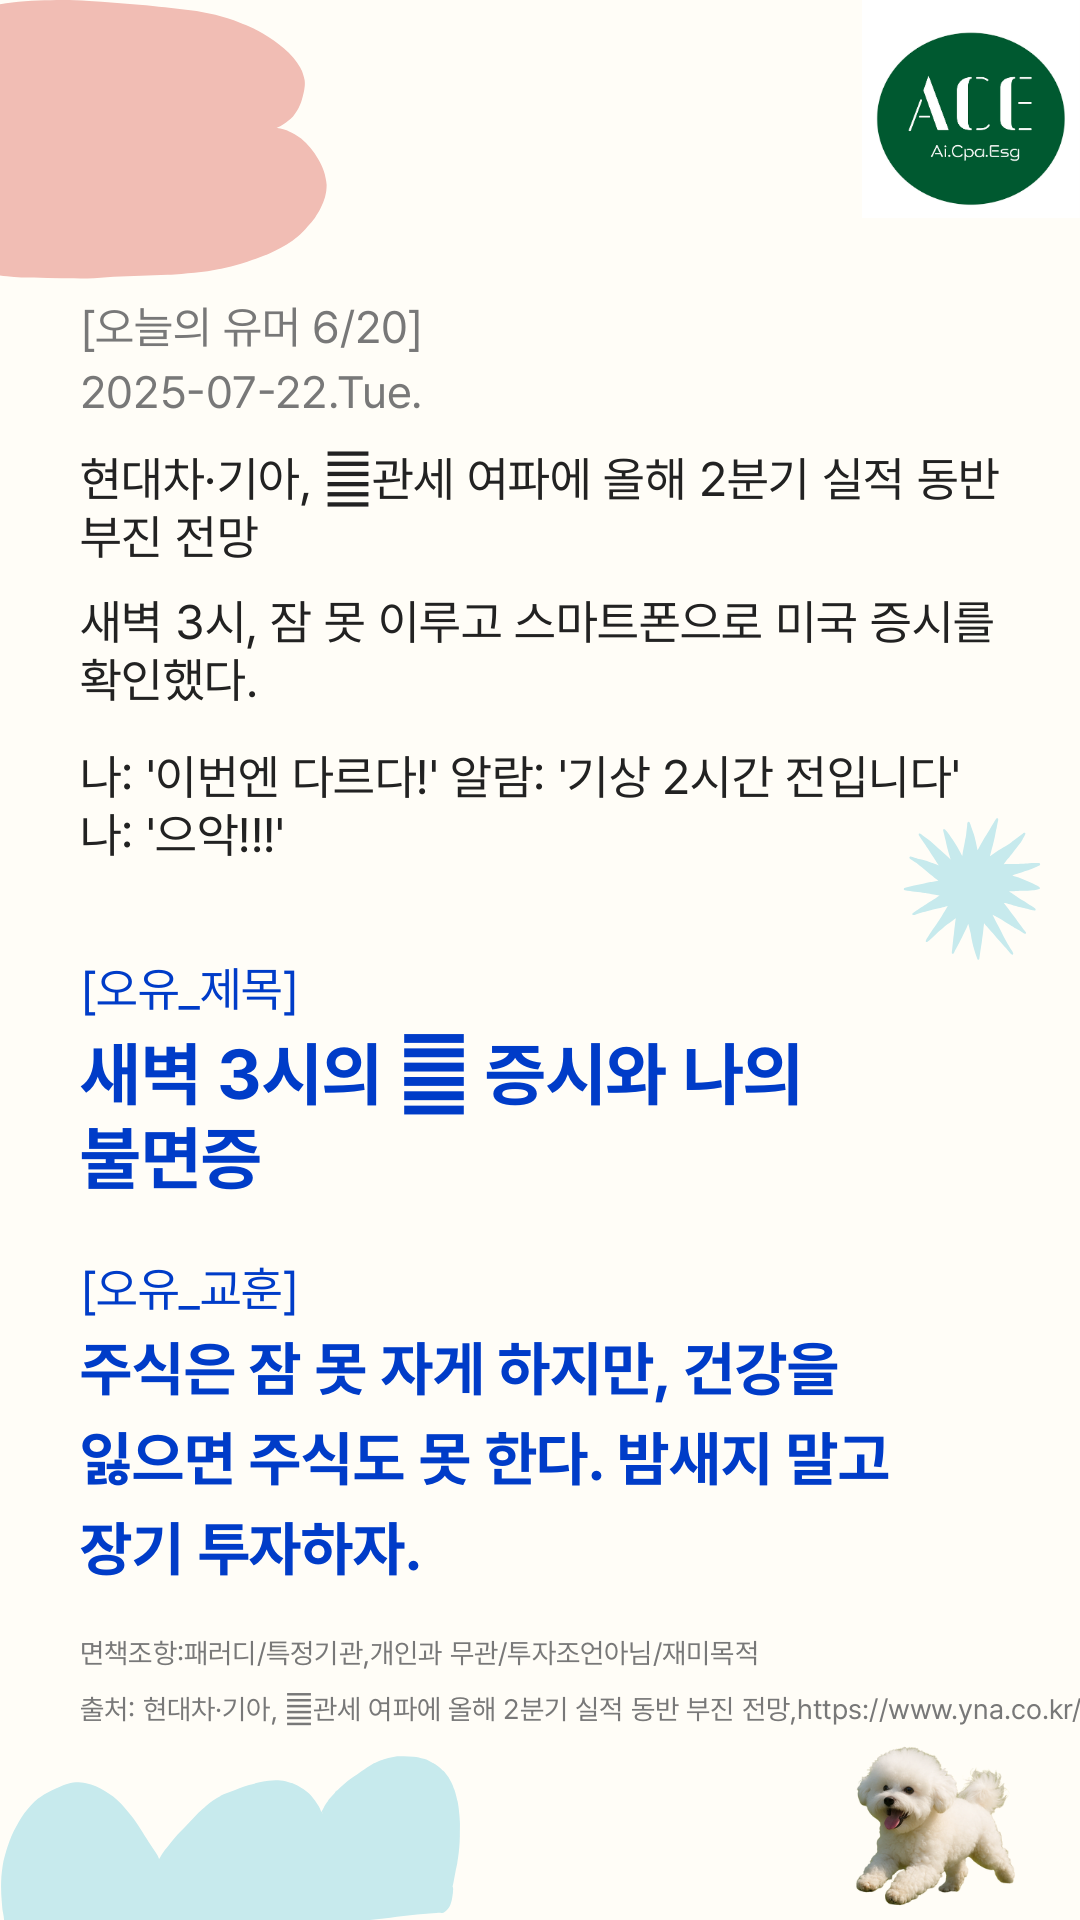 ACE
Ai.Cpa.Esg
[오늘의 유머 6/20]
2025-07-22.Tue.
현대차·기아, 관세 여파에 올해 2분기 실적 동반
부진 전망
새벽 3시, 잠 못 이루고 스마트폰으로 미국 증시를
확인했다.
나: '이번엔 다르다!' 알람: '기상 2시간 전입니다'
나: '으악!!!'
[오유_제목]
새벽 3시의 증시와 나의
불면증
[오유_교훈]
주식은 잠 못 자게 하지만, 건강을
잃으면 주식도 못 한다. 밤새지 말고
장기 투자하자.
면책조항:패러디/특정기관,개인과 무관/투자조언아님/재미목적
출처: 현대차·기아, 관세 여파에 올해 2분기 실적 동반 부진 전망,https://www.yna.co.kr/